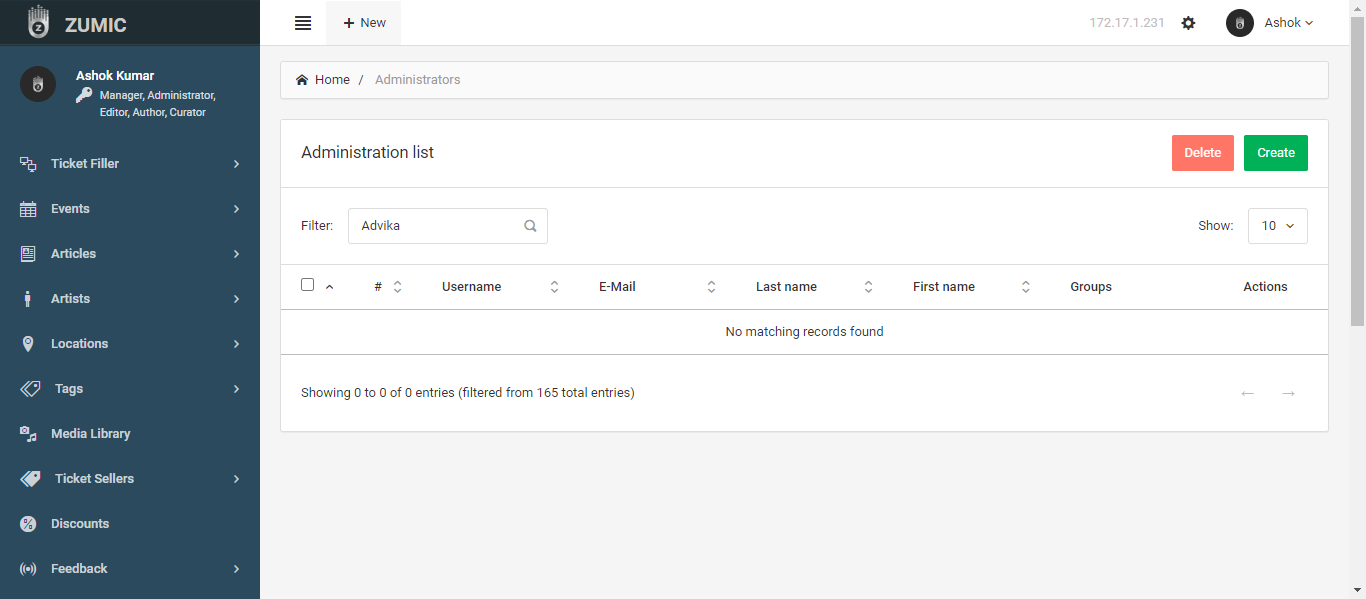 ZUMIC
New
172.17.1.231
Ashok
Ashok Kumar
Manager, Administrator,
Editor, Author, Curator
Ticket Filler
Events
Articles
Artists
Locations
Tags
Media Library
Ticket Sellers
Discounts
Feedback
Home / Administrators
Administration list
Delete
Create
Filter: Advika
Show: 10
# Username E-Mail Last name First name Groups Actions
No matching records found
Showing 0 to 0 of 0 entries (filtered from 165 total entries)
← →